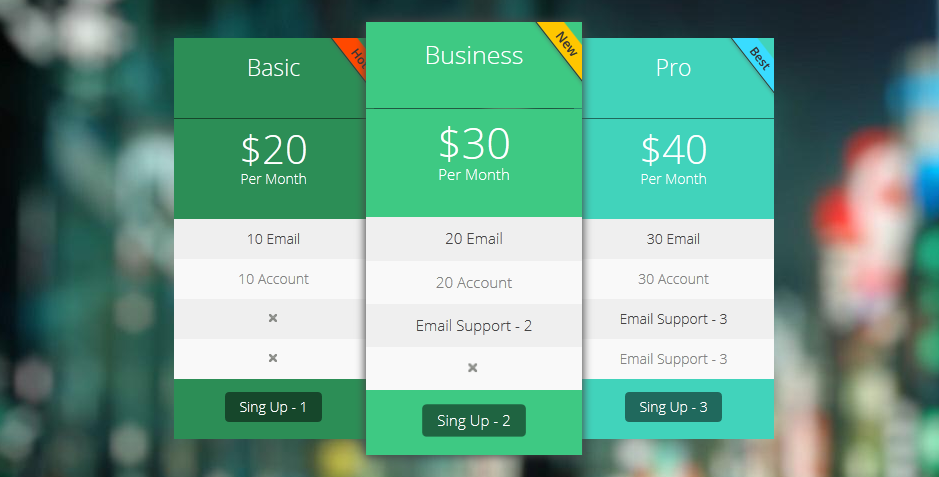 Basic
Hot
$20
Per Month
10 Email
10 Account
Sing Up - 1
Business
New
$30
Per Month
20 Email
20 Account
Email Support - 2
Sing Up - 2
Pro
Best
$40
Per Month
30 Email
30 Account
Email Support - 3
Email Support - 3
Sing Up - 3